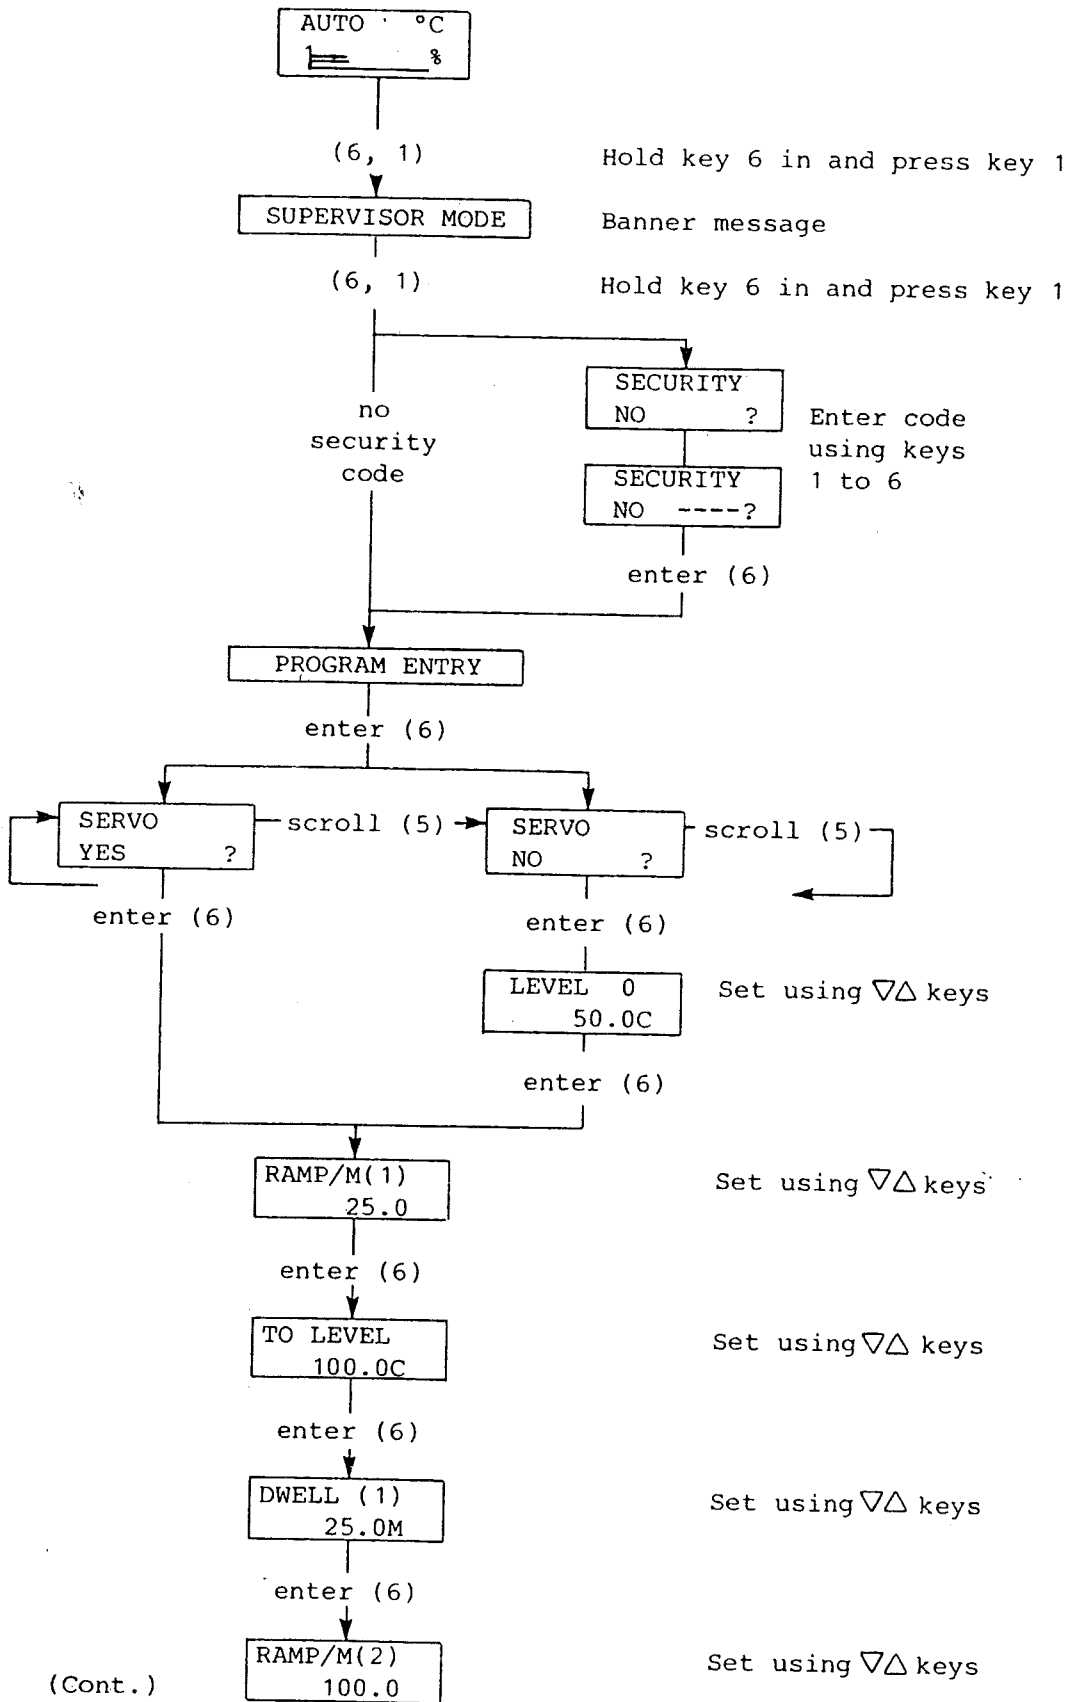 AUTO °C
1 %
(6, 1)
Hold key 6 in and press key 1
SUPERVISOR MODE
Banner message
(6, 1)
Hold key 6 in and press key 1
SECURITY
NO ?
Enter code
using keys
1 to 6
no
security
code
SECURITY
NO ----?
enter (6)
PROGRAM ENTRY
enter (6)
SERVO
YES ?
scroll (5)
SERVO
NO ?
scroll (5)
enter (6)
enter (6)
LEVEL 0
50.0C
Set using ▽△ keys
enter (6)
RAMP/M(1)
25.0
Set using ▽△ keys
enter (6)
TO LEVEL
100.0C
Set using ▽△ keys
enter (6)
DWELL (1)
25.0M
Set using ▽△ keys
enter (6)
RAMP/M(2)
100.0
Set using ▽△ keys
(Cont.)